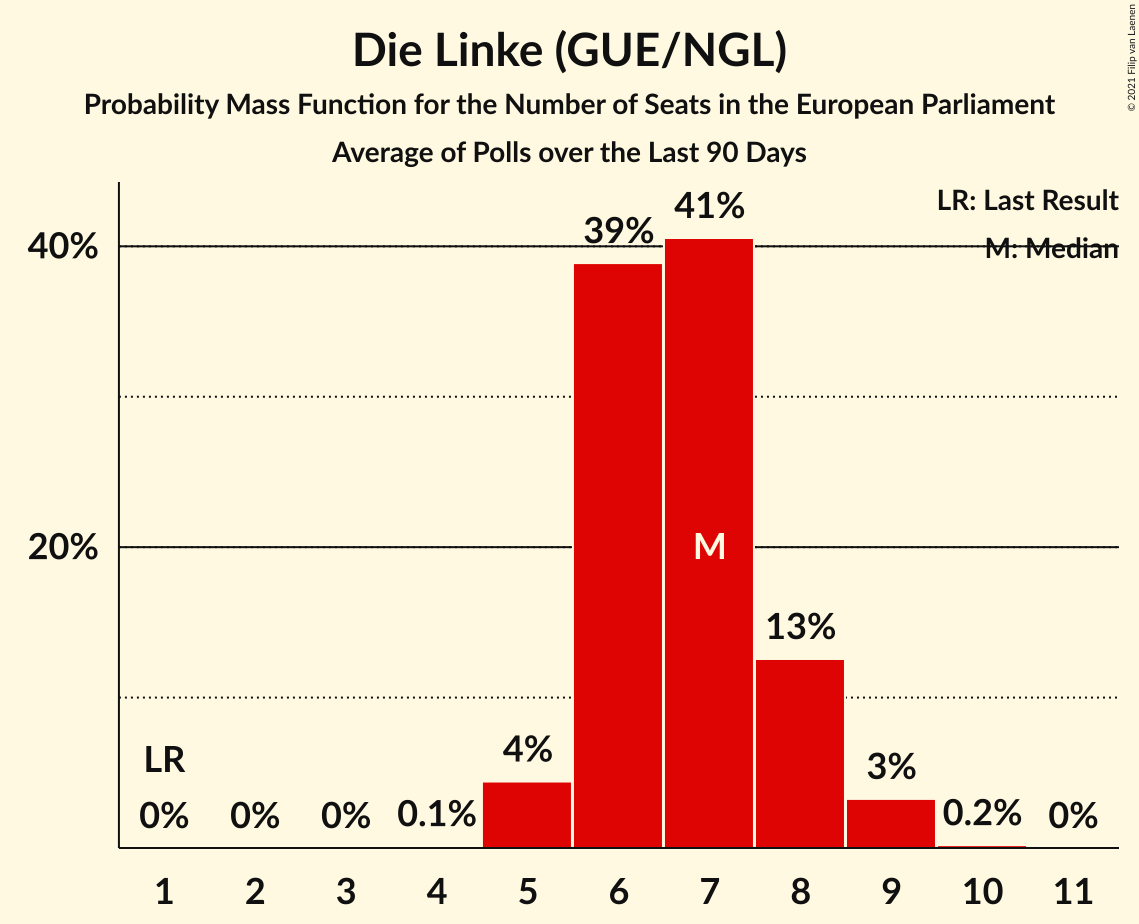 Die Linke (GUE/NGL)
Probability Mass Function for the Number of Seats in the European Parliament
Average of Polls over the Last 90 Days
© 2021 Filip van Laenen
LR: Last Result
M: Median
40%
20%
39%
41%
M
13%
LR
4%
3%
0%
0%
0%
0.1%
0.2%
0%
1 2 3 4 5 6 7 8 9 10 11